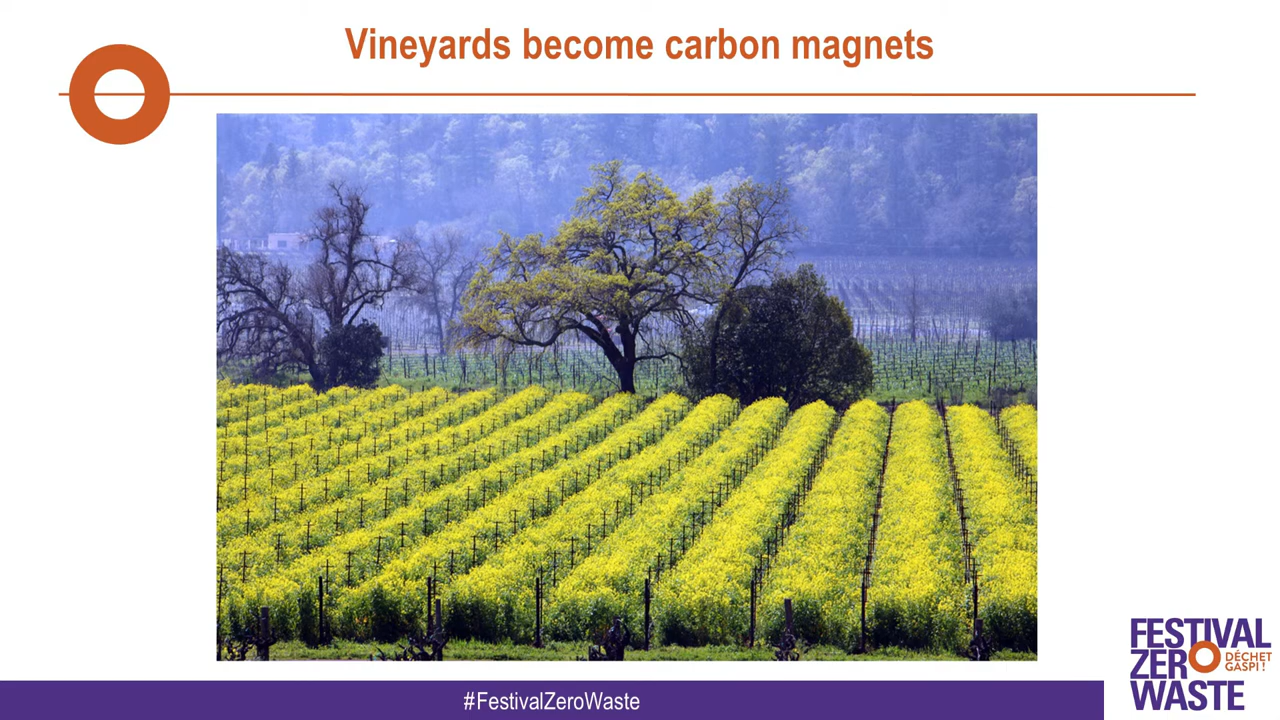 Vineyards become carbon magnets
#FestivalZeroWaste
FESTIVAL
ZERO DÉCHET
GASPI !
WASTE